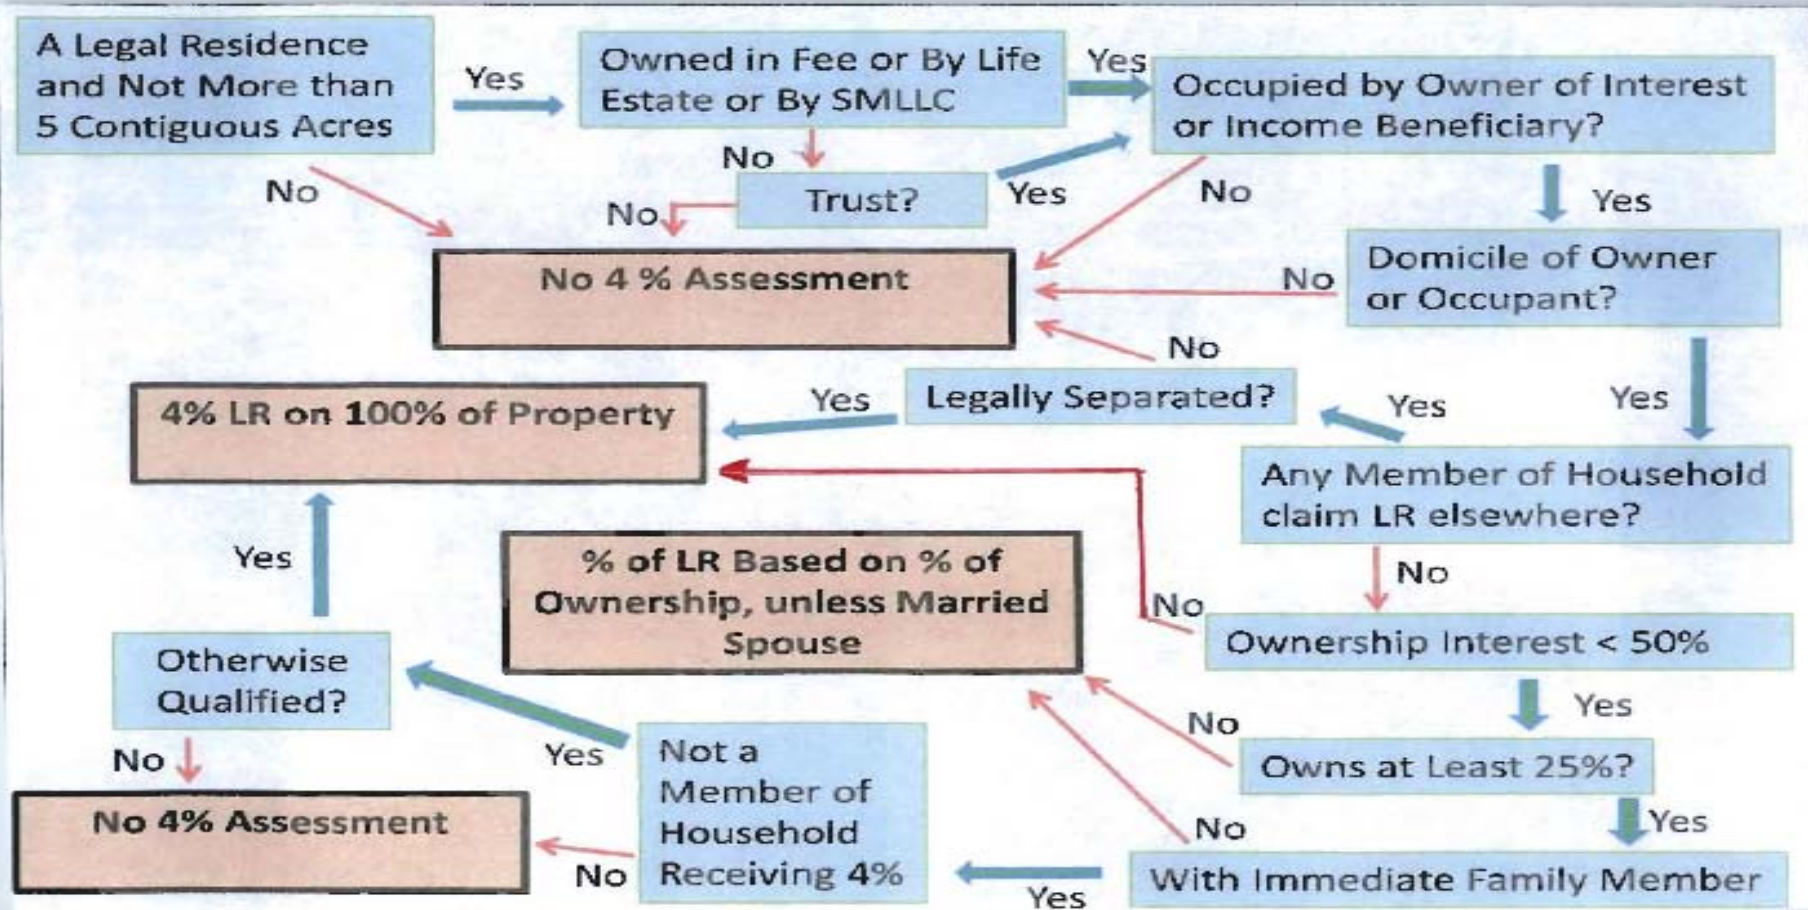 A Legal Residence
and Not More than
5 Contiguous Acres
Yes
Owned in Fee or By Life
Estate or By SMLLC
Yes
Occupied by Owner of Interest
or Income Beneficiary?
No
No
Trust?
Yes
No
No
Yes
No 4 % Assessment
Domicile of Owner
or Occupant?
No
No
Yes
Legally Separated?
Yes
Yes
4% LR on 100% of Property
Any Member of Household
claim LR elsewhere?
No
% of LR Based on % of
Ownership, unless Married
Spouse
Yes
No
Ownership Interest < 50%
Yes
Otherwise
Qualified?
No
Owns at Least 25%?
Yes
No
With Immediate Family Member
Yes
Not a
Member of
Household
Receiving 4%
Yes
No
No
No 4% Assessment